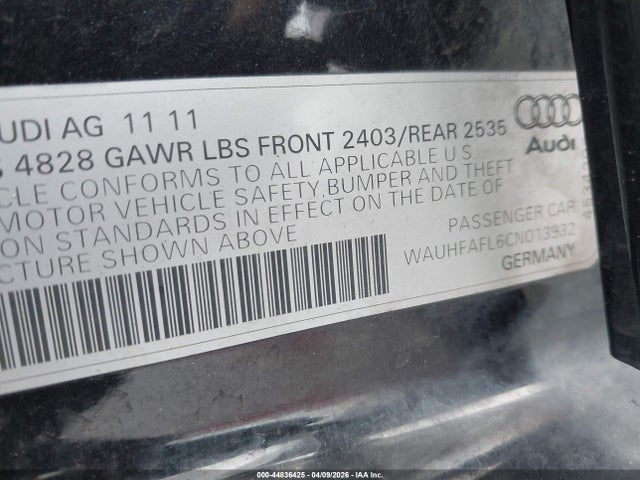 UDI AG 11 11
4828 GAWR LBS FRONT 2403/REAR 2535
CLE CONFORMS TO ALL APPLICABLE U.S.
MOTOR VEHICLE SAFETY BUMPER AND THEFT
ON STANDARDS IN EFFECT ON THE DATE OF
CTURE SHOWN ABOVE
PASSENGER CAR
WAUHFAFL6CN013932
GERMANY
Audi
000-44836425 - 04/09/2026 - IAA Inc.